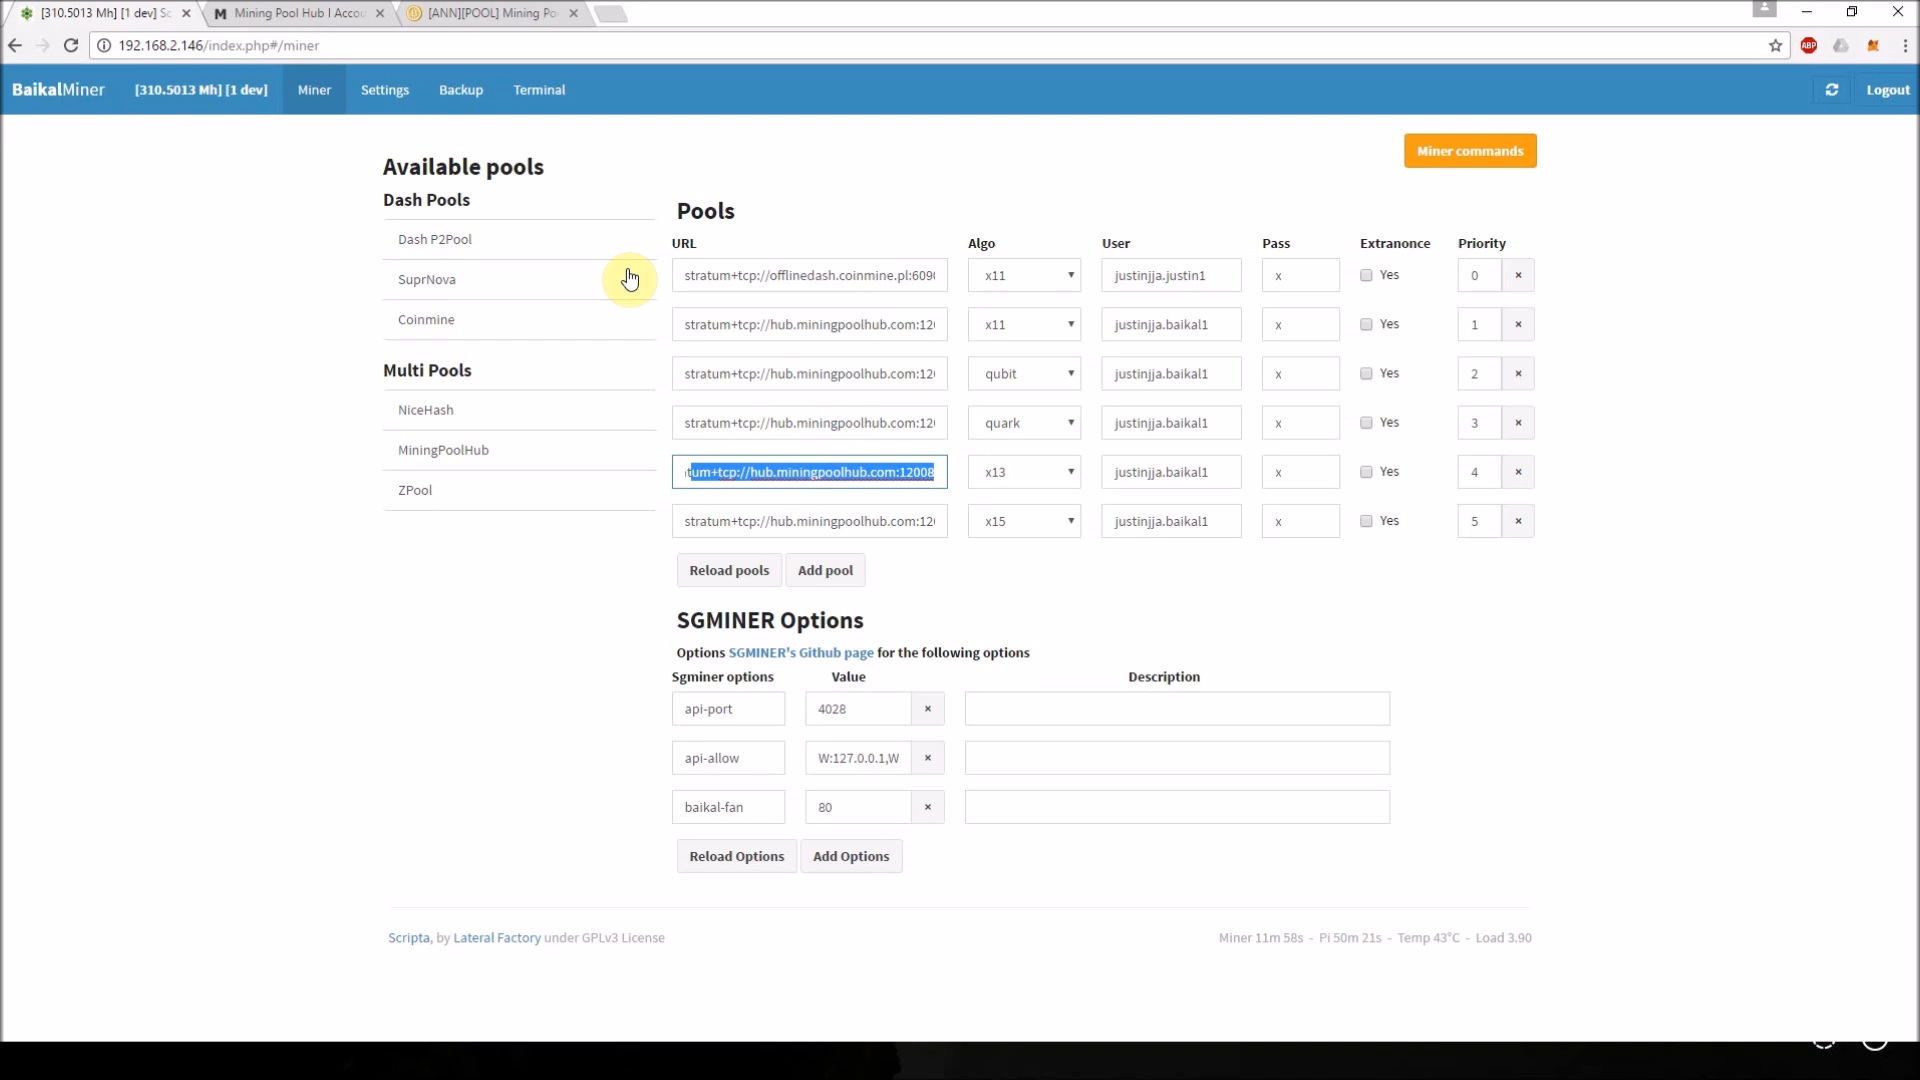 [310.5013 Mh] [1 dev] Sc
Mining Pool Hub | Accou
[ANN][POOL] Mining Po
192.168.2.146/index.php#/miner
ABP
BaikalMiner [310.5013 Mh] [1 dev] Miner Settings Backup Terminal Logout
Miner commands
Available pools
Dash Pools
Dash P2Pool
SuprNova
Coinmine
Multi Pools
NiceHash
MiningPoolHub
ZPool
Pools
URL Algo User Pass Extranonce Priority
stratum+tcp://offlinedash.coinmine.pl:609 x11 justinjja.justin1 x Yes 0 ×
stratum+tcp://hub.miningpoolhub.com:12 x11 justinjja.baikal1 x Yes 1 ×
stratum+tcp://hub.miningpoolhub.com:12 qubit justinjja.baikal1 x Yes 2 ×
stratum+tcp://hub.miningpoolhub.com:12 quark justinjja.baikal1 x Yes 3 ×
tum+tcp://hub.miningpoolhub.com:12008 x13 justinjja.baikal1 x Yes 4 ×
stratum+tcp://hub.miningpoolhub.com:12 x15 justinjja.baikal1 x Yes 5 ×
Reload pools Add pool
SGMINER Options
Options SGMINER's Github page for the following options
Sgminer options Value Description
api-port 4028 ×
api-allow W:127.0.0.1,W ×
baikal-fan 80 ×
Reload Options Add Options
Scripta, by Lateral Factory under GPLv3 License
Miner 11m 58s - Pi 50m 21s - Temp 43°C - Load 3.90